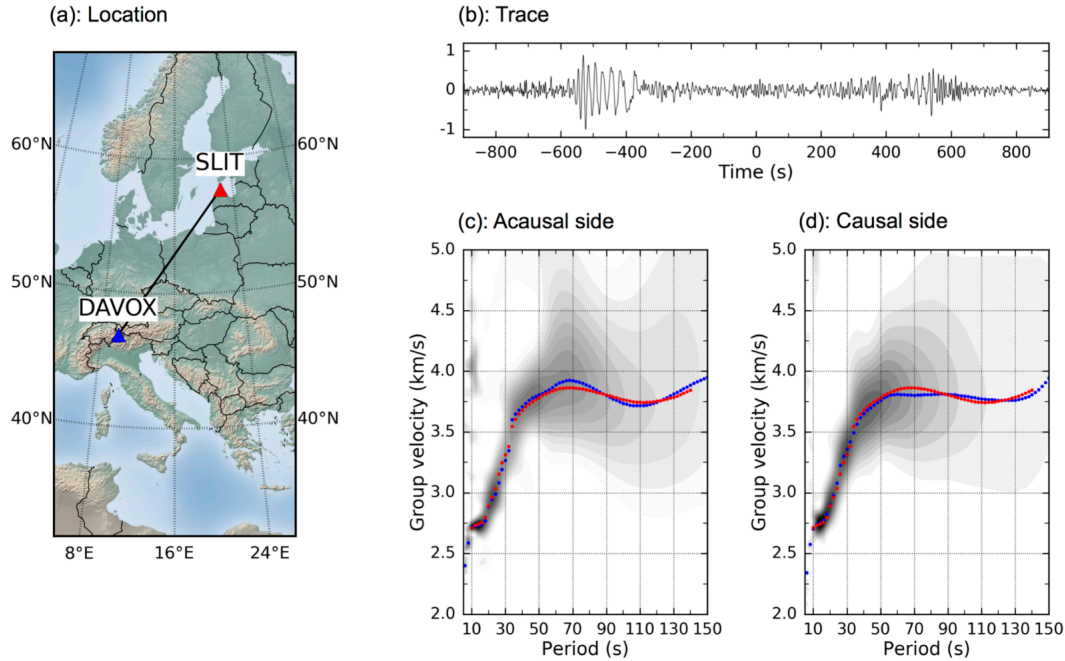 (a): Location
(b): Trace
60°N
50°N
40°N
60°N
50°N
40°N
SLIT
DAVOX
8°E
16°E
24°E
1
0
-1
−800
−600
−400
−200
0
200
400
600
800
Time (s)
(c): Acausal side
(d): Causal side
Group velocity (km/s)
5.0
4.5
4.0
3.5
3.0
2.5
2.0
10
30
50
70
90
110
130
150
Period (s)
Group velocity (km/s)
5.0
4.5
4.0
3.5
3.0
2.5
2.0
10
30
50
70
90
110
130
150
Period (s)